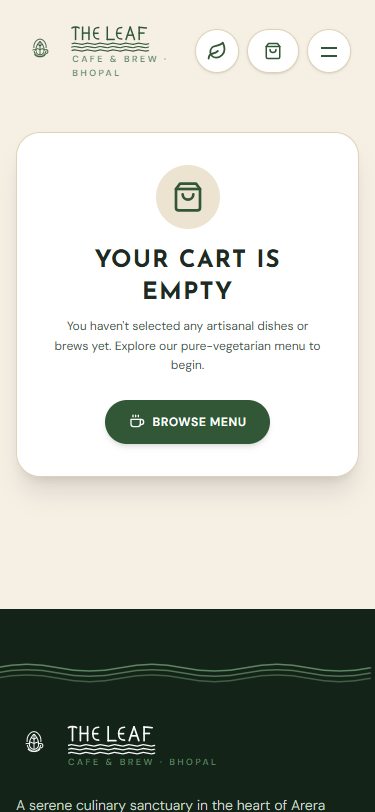 THE LEAF
CAFE & BREW ·
BHOPAL
YOUR CART IS
EMPTY
You haven't selected any artisanal dishes or
brews yet. Explore our pure-vegetarian menu to
begin.
BROWSE MENU
THE LEAF
CAFE & BREW · BHOPAL
A serene culinary sanctuary in the heart of Arera